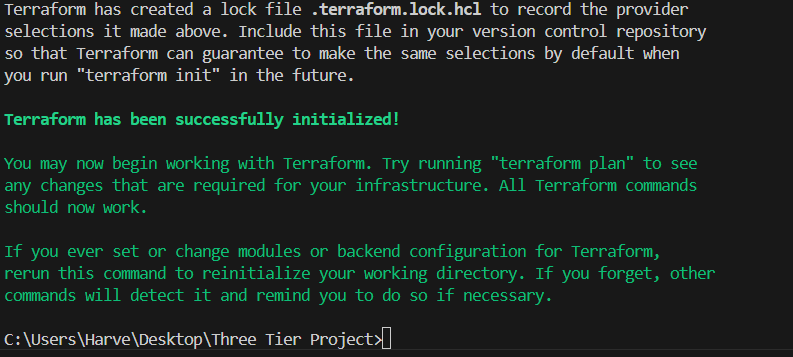 Terraform has created a lock file .terraform.lock.hcl to record the provider
selections it made above. Include this file in your version control repository
so that Terraform can guarantee to make the same selections by default when
you run "terraform init" in the future.
Terraform has been successfully initialized!
You may now begin working with Terraform. Try running "terraform plan" to see
any changes that are required for your infrastructure. All Terraform commands
should now work.
If you ever set or change modules or backend configuration for Terraform,
rerun this command to reinitialize your working directory. If you forget, other
commands will detect it and remind you to do so if necessary.
C:\Users\Harve\Desktop\Three Tier Project>